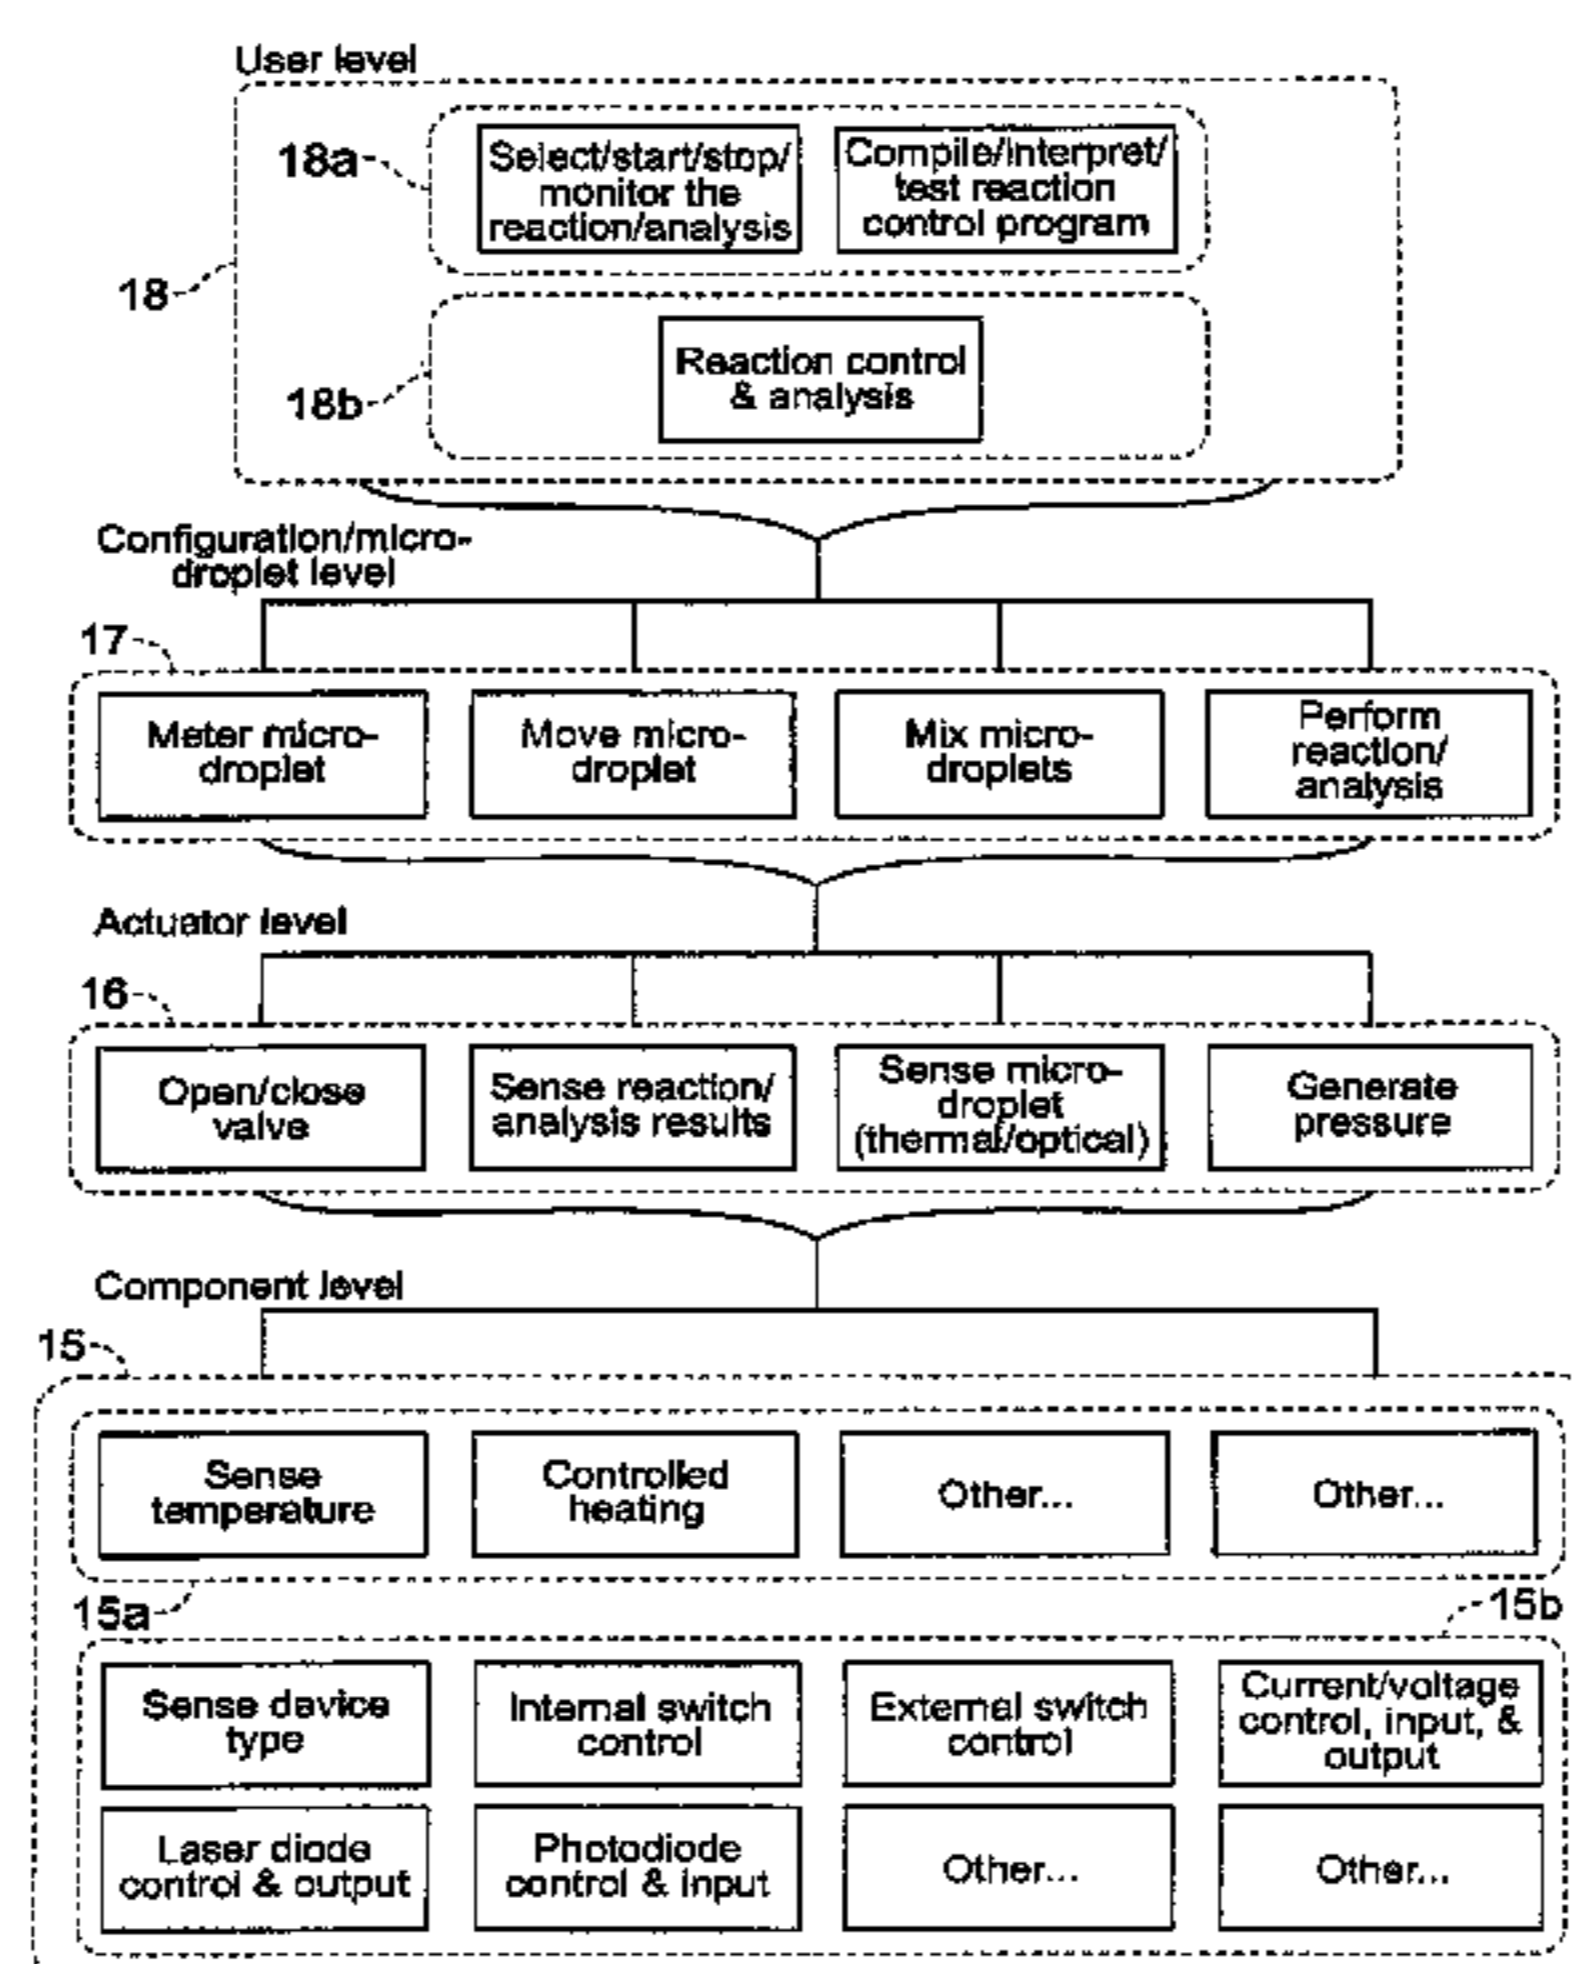 User level
18a
Select/start/stop/
monitor the
reaction/analysis
Compile/interpret/
test reaction
control program
18
18b
Reaction control
& analysis
Configuration/micro-
droplet level
17
Meter micro-
droplet
Move micro-
droplet
Mix micro-
droplets
Perform
reaction/
analysis
Actuator level
16
Open/close
valve
Sense reaction/
analysis results
Sense micro-
droplet
(thermal/optical)
Generate
pressure
Component level
15
Sense
temperature
Controlled
heating
Other...
Other...
15a
15b
Sense device
type
Internal switch
control
External switch
control
Current/voltage
control, input, &
output
Laser diode
control & output
Photodiode
control & input
Other...
Other...